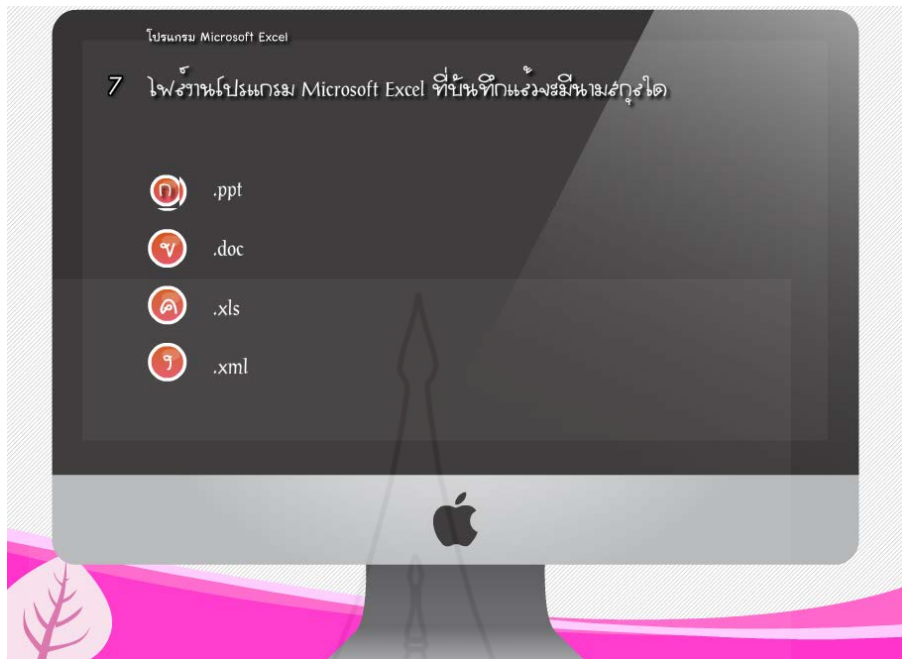 โปรแกรม Microsoft Excel
7 ไฟล์งานโปรแกรม Microsoft Excel ที่บันทึกแล้วจะมีนามสกุลใด
ก .ppt
ข .doc
ค .xls
ง .xml